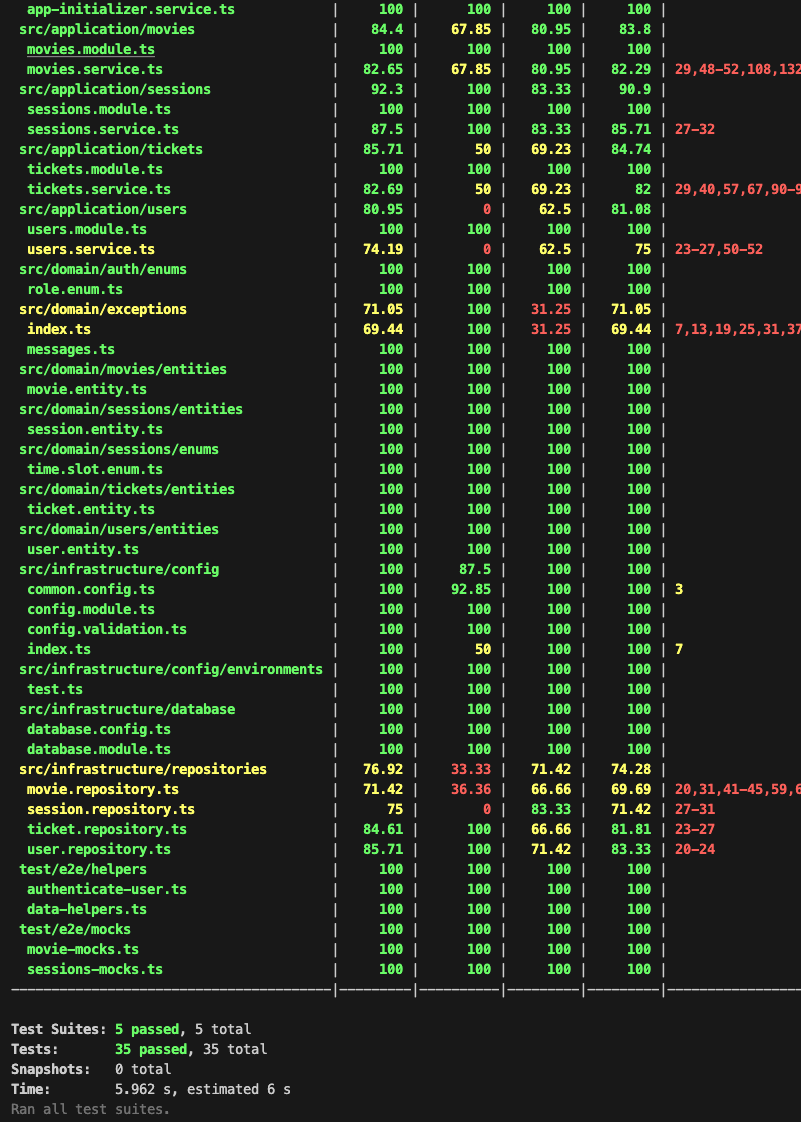 app-initializer.service.ts | 100 | 100 | 100 | 100 |
src/application/movies | 84.4 | 67.85 | 80.95 | 83.8 |
movies.module.ts | 100 | 100 | 100 | 100 |
movies.service.ts | 82.65 | 67.85 | 80.95 | 82.29 | 29,48-52,108,132
src/application/sessions | 92.3 | 100 | 83.33 | 90.9 |
sessions.module.ts | 100 | 100 | 100 | 100 |
sessions.service.ts | 87.5 | 100 | 83.33 | 85.71 | 27-32
src/application/tickets | 85.71 | 50 | 69.23 | 84.74 |
tickets.module.ts | 100 | 100 | 100 | 100 |
tickets.service.ts | 82.69 | 50 | 69.23 | 82 | 29,40,57,67,90-9
src/application/users | 80.95 | 0 | 62.5 | 81.08 |
users.module.ts | 100 | 100 | 100 | 100 |
users.service.ts | 74.19 | 0 | 62.5 | 75 | 23-27,50-52
src/domain/auth/enums | 100 | 100 | 100 | 100 |
role.enum.ts | 100 | 100 | 100 | 100 |
src/domain/exceptions | 71.05 | 100 | 31.25 | 71.05 |
index.ts | 69.44 | 100 | 31.25 | 69.44 | 7,13,19,25,31,37
messages.ts | 100 | 100 | 100 | 100 |
src/domain/movies/entities | 100 | 100 | 100 | 100 |
movie.entity.ts | 100 | 100 | 100 | 100 |
src/domain/sessions/entities | 100 | 100 | 100 | 100 |
session.entity.ts | 100 | 100 | 100 | 100 |
src/domain/sessions/enums | 100 | 100 | 100 | 100 |
time.slot.enum.ts | 100 | 100 | 100 | 100 |
src/domain/tickets/entities | 100 | 100 | 100 | 100 |
ticket.entity.ts | 100 | 100 | 100 | 100 |
src/domain/users/entities | 100 | 100 | 100 | 100 |
user.entity.ts | 100 | 100 | 100 | 100 |
src/infrastructure/config | 100 | 87.5 | 100 | 100 |
common.config.ts | 100 | 92.85 | 100 | 100 | 3
config.module.ts | 100 | 100 | 100 | 100 |
config.validation.ts | 100 | 100 | 100 | 100 |
index.ts | 100 | 50 | 100 | 100 | 7
src/infrastructure/config/environments | 100 | 100 | 100 | 100 |
test.ts | 100 | 100 | 100 | 100 |
src/infrastructure/database | 100 | 100 | 100 | 100 |
database.config.ts | 100 | 100 | 100 | 100 |
database.module.ts | 100 | 100 | 100 | 100 |
src/infrastructure/repositories | 76.92 | 33.33 | 71.42 | 74.28 |
movie.repository.ts | 71.42 | 36.36 | 66.66 | 69.69 | 20,31,41-45,59,6
session.repository.ts | 75 | 0 | 83.33 | 71.42 | 27-31
ticket.repository.ts | 84.61 | 100 | 66.66 | 81.81 | 23-27
user.repository.ts | 85.71 | 100 | 71.42 | 83.33 | 20-24
test/e2e/helpers | 100 | 100 | 100 | 100 |
authenticate-user.ts | 100 | 100 | 100 | 100 |
data-helpers.ts | 100 | 100 | 100 | 100 |
test/e2e/mocks | 100 | 100 | 100 | 100 |
movie-mocks.ts | 100 | 100 | 100 | 100 |
sessions-mocks.ts | 100 | 100 | 100 | 100 |
Test Suites: 5 passed, 5 total
Tests: 35 passed, 35 total
Snapshots: 0 total
Time: 5.962 s, estimated 6 s
Ran all test suites.